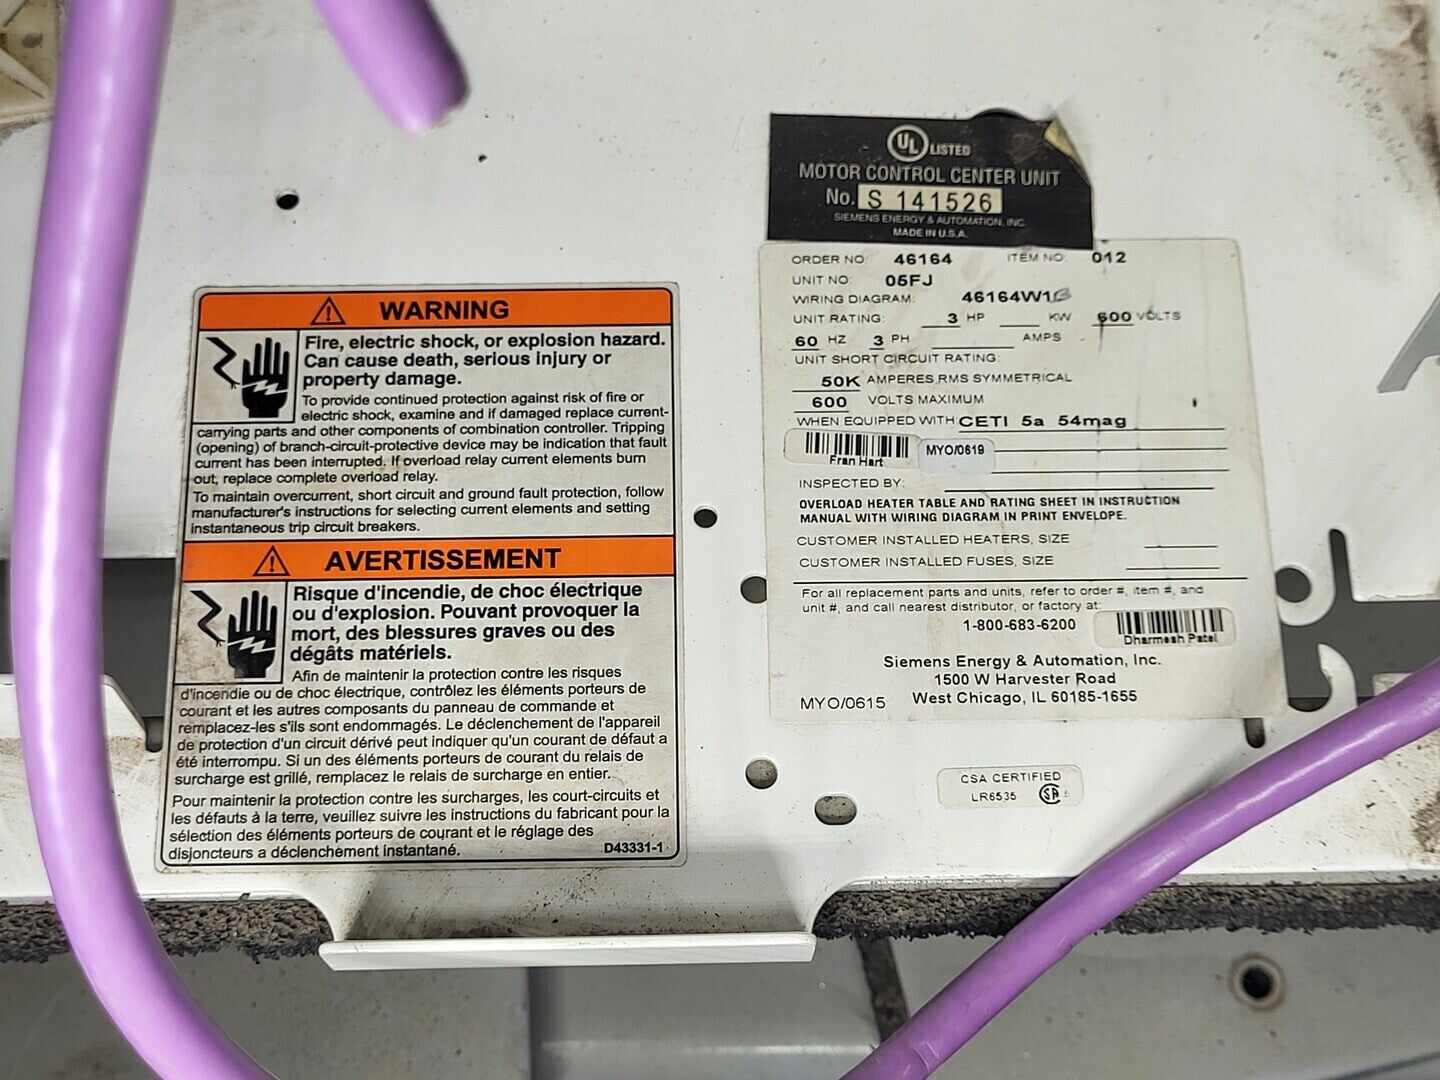 UL LISTED
MOTOR CONTROL CENTER UNIT
No. S 141526
SIEMENS ENERGY & AUTOMATION, INC.
MADE IN U.S.A.
ORDER NO: 46164 ITEM NO: 012
UNIT NO: 05FJ
WIRING DIAGRAM: 46164W1B
UNIT RATING: 3 HP KW 600 VOLTS
60 HZ 3 PH AMPS
UNIT SHORT CIRCUIT RATING:
50K AMPERES RMS SYMMETRICAL
600 VOLTS MAXIMUM
WHEN EQUIPPED WITH CETI 5a 54mag
Fran Hart
MYO/0619
INSPECTED BY:
OVERLOAD HEATER TABLE AND RATING SHEET IN INSTRUCTION
MANUAL WITH WIRING DIAGRAM IN PRINT ENVELOPE.
CUSTOMER INSTALLED HEATERS, SIZE
CUSTOMER INSTALLED FUSES, SIZE
For all replacement parts and units, refer to order #, item #, and
unit #, and call nearest distributor, or factory at:
1-800-683-6200
Dharmesh Patel
Siemens Energy & Automation, Inc.
1500 W Harvester Road
MYO/0615 West Chicago, IL 60185-1655
CSA CERTIFIED
LR6535
WARNING
Fire, electric shock, or explosion hazard.
Can cause death, serious injury or
property damage.
To provide continued protection against risk of fire or
electric shock, examine and if damaged replace current-
carrying parts and other components of combination controller. Tripping
(opening) of branch-circuit-protective device may be indication that fault
current has been interrupted. If overload relay current elements burn
out, replace complete overload relay.
To maintain overcurrent, short circuit and ground fault protection, follow
manufacturer's instructions for selecting current elements and setting
instantaneous trip circuit breakers.
AVERTISSEMENT
Risque d'incendie, de choc électrique
ou d'explosion. Pouvant provoquer la
mort, des blessures graves ou des
dégâts matériels.
Afin de maintenir la protection contre les risques
d'incendie ou de choc électrique, contrôlez les éléments porteurs de
courant et les autres composants du panneau de commande et
remplacez-les s'ils sont endommagés. Le déclenchement de l'appareil
de protection d'un circuit dérivé peut indiquer qu'un courant de défaut a
été interrompu. Si un des éléments porteurs de courant du relais de
surcharge est grillé, remplacez le relais de surcharge en entier.
Pour maintenir la protection contre les surcharges, les court-circuits et
les défauts à la terre, veuillez suivre les instructions du fabricant pour la
sélection des éléments porteurs de courant et le réglage des
disjoncteurs a déclenchement instantané. D43331-1